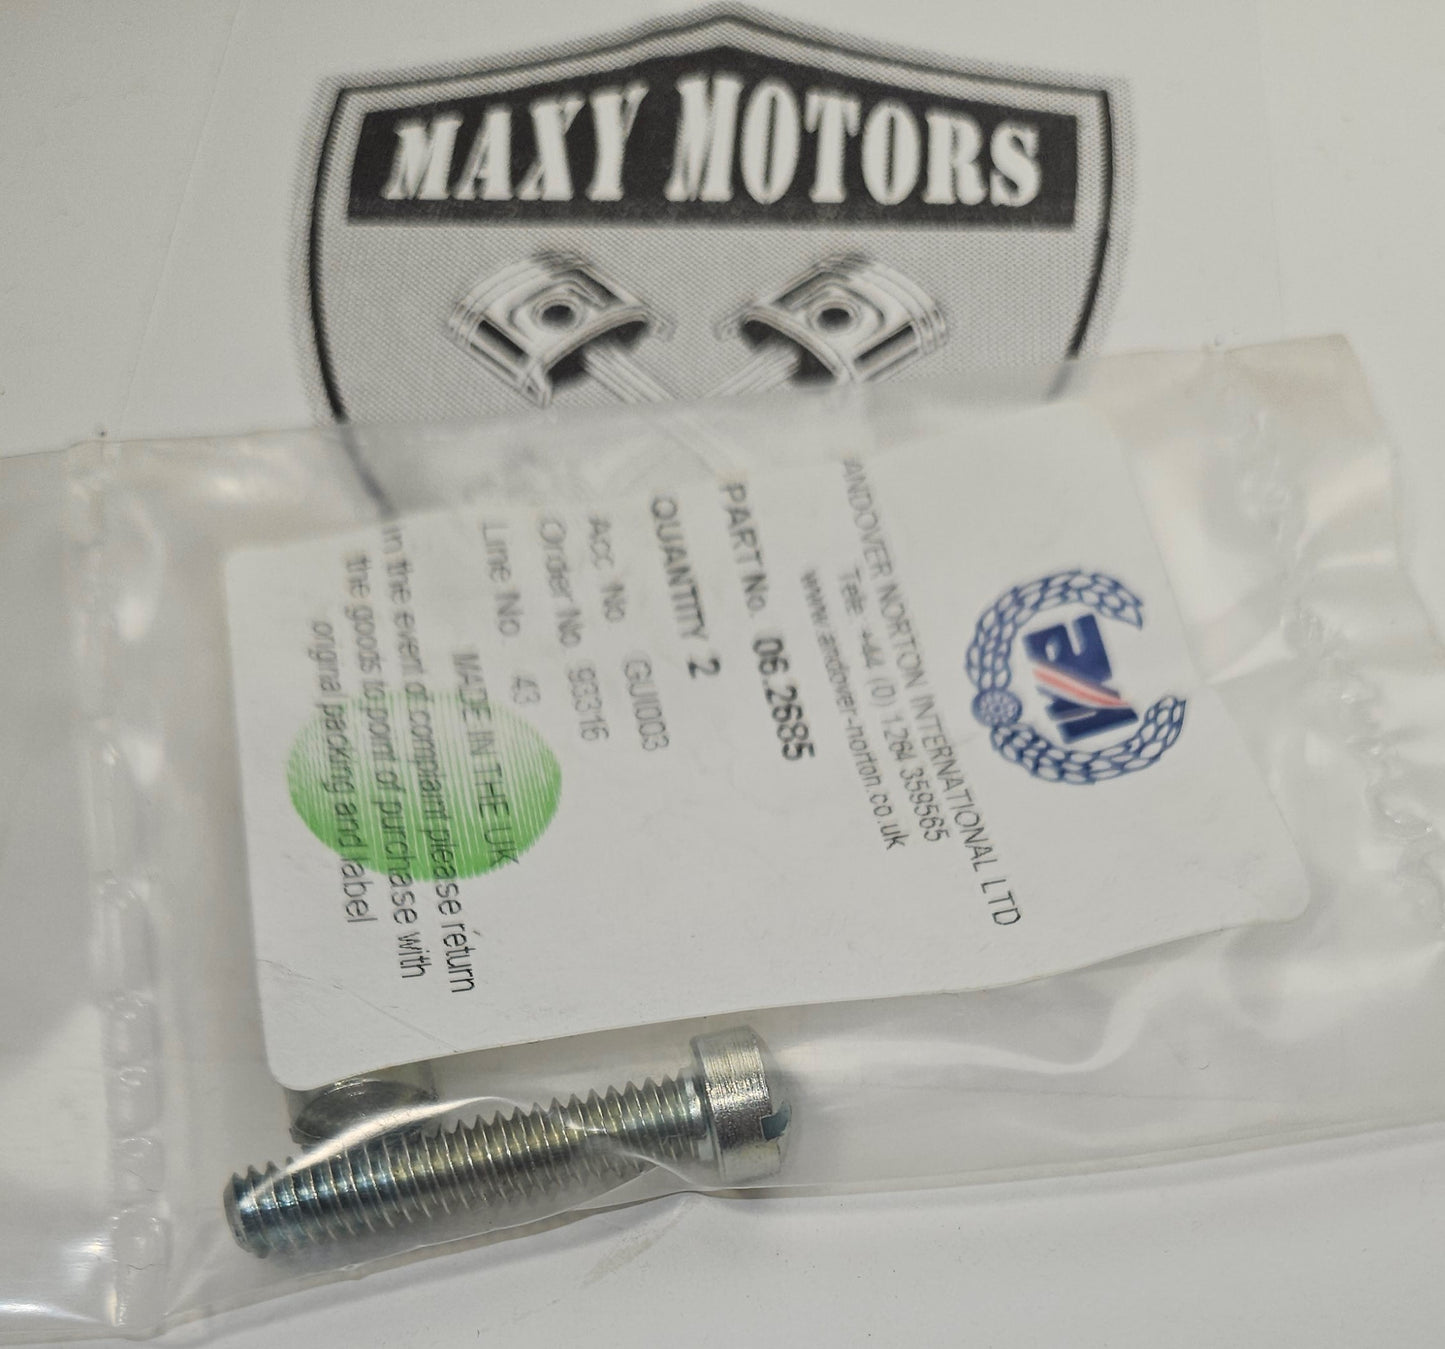 MAXY MOTORS
ANDOVER NORTON INTERNATIONAL LTD
Tele: +44 (0) 1264 359565
www.andover-norton.co.uk
PART No. 06.2685
QUANTITY 2
Acc. No. GUI003
Order No. 93316
Line No. 43
MADE IN THE UK
In the event of complaint please return
the goods to point of purchase with
original packing and label